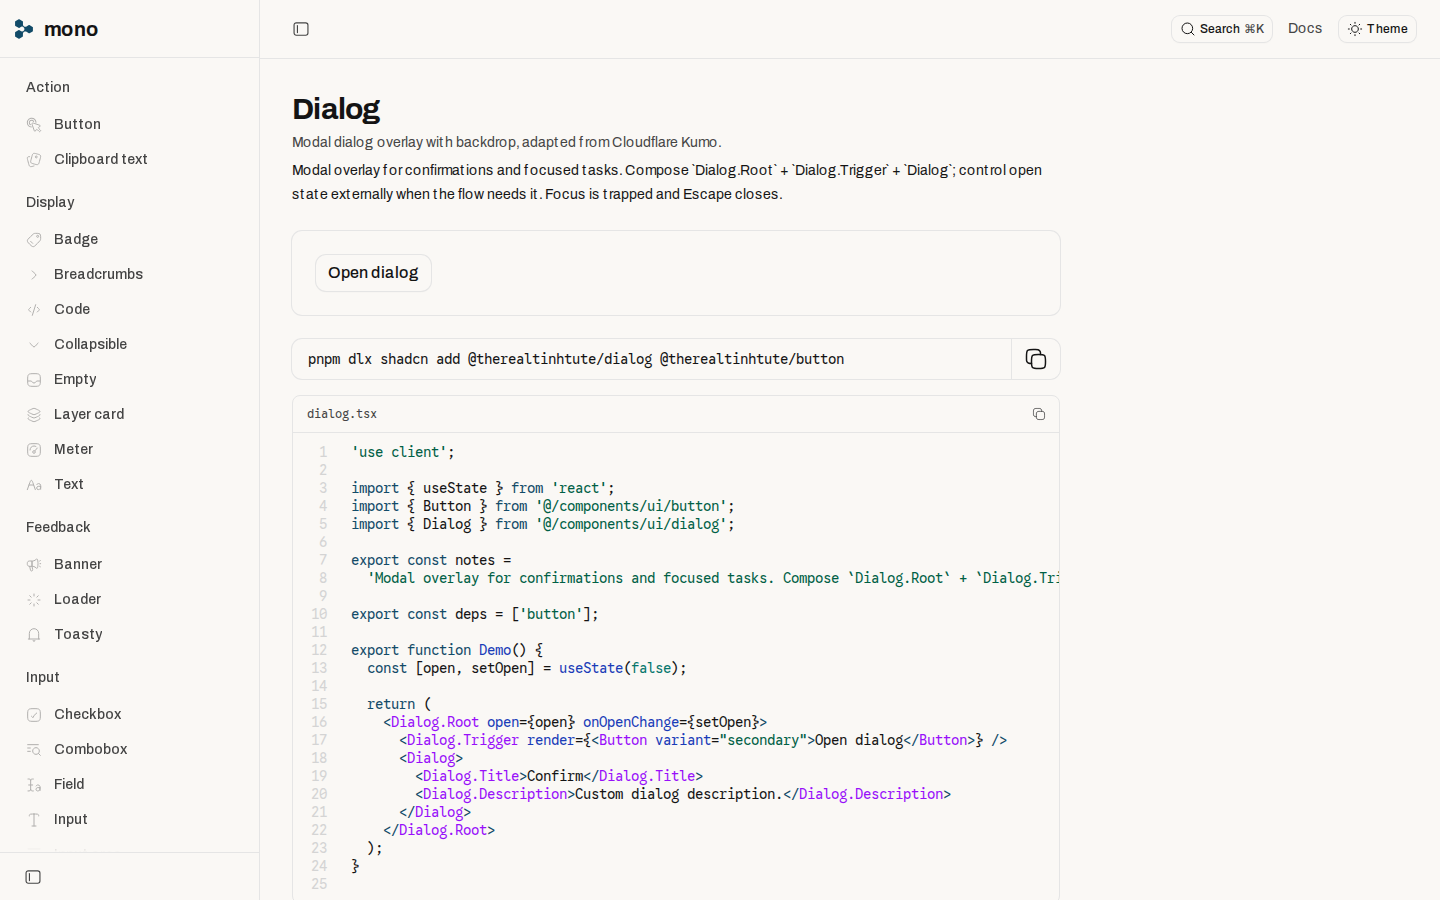 mono
Search ⌘K
Docs
Theme
Action
Button
Clipboard text
Display
Badge
Breadcrumbs
Code
Collapsible
Empty
Layer card
Meter
Text
Feedback
Banner
Loader
Toasty
Input
Checkbox
Combobox
Field
Input
Dialog
Modal dialog overlay with backdrop, adapted from Cloudflare Kumo.
Modal overlay for confirmations and focused tasks. Compose `Dialog.Root` + `Dialog.Trigger` + `Dialog`; control open
state externally when the flow needs it. Focus is trapped and Escape closes.
Open dialog
pnpm dlx shadcn add @therealtinhtute/dialog @therealtinhtute/button
dialog.tsx
1 'use client';
2
3 import { useState } from 'react';
4 import { Button } from '@/components/ui/button';
5 import { Dialog } from '@/components/ui/dialog';
6
7 export const notes =
8 'Modal overlay for confirmations and focused tasks. Compose `Dialog.Root` + `Dialog.Tri
9
10 export const deps = ['button'];
11
12 export function Demo() {
13 const [open, setOpen] = useState(false);
14
15 return (
16 <Dialog.Root open={open} onOpenChange={setOpen}>
17 <Dialog.Trigger render={<Button variant="secondary">Open dialog</Button>} />
18 <Dialog>
19 <Dialog.Title>Confirm</Dialog.Title>
20 <Dialog.Description>Custom dialog description.</Dialog.Description>
21 </Dialog>
22 </Dialog.Root>
23 );
24 }
25